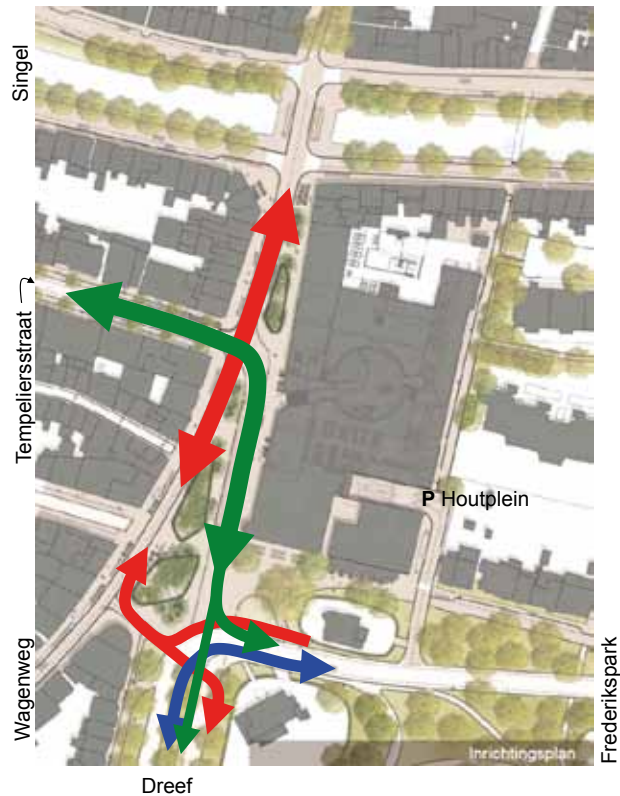 Singel
Tempeliersstraat
P Houtplein
Wagenweg
Frederikspark
Inrichtingsplan
Dreef